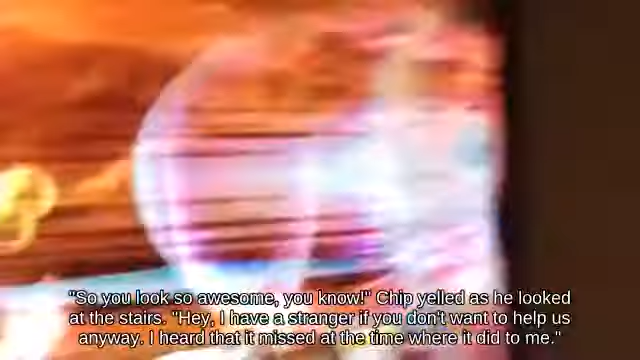 "So you look so awesome, you know!" Chip yelled as he looked
at the stairs. "Hey, I have a stranger if you don't want to help us
anyway. I heard that it missed at the time where it did to me."